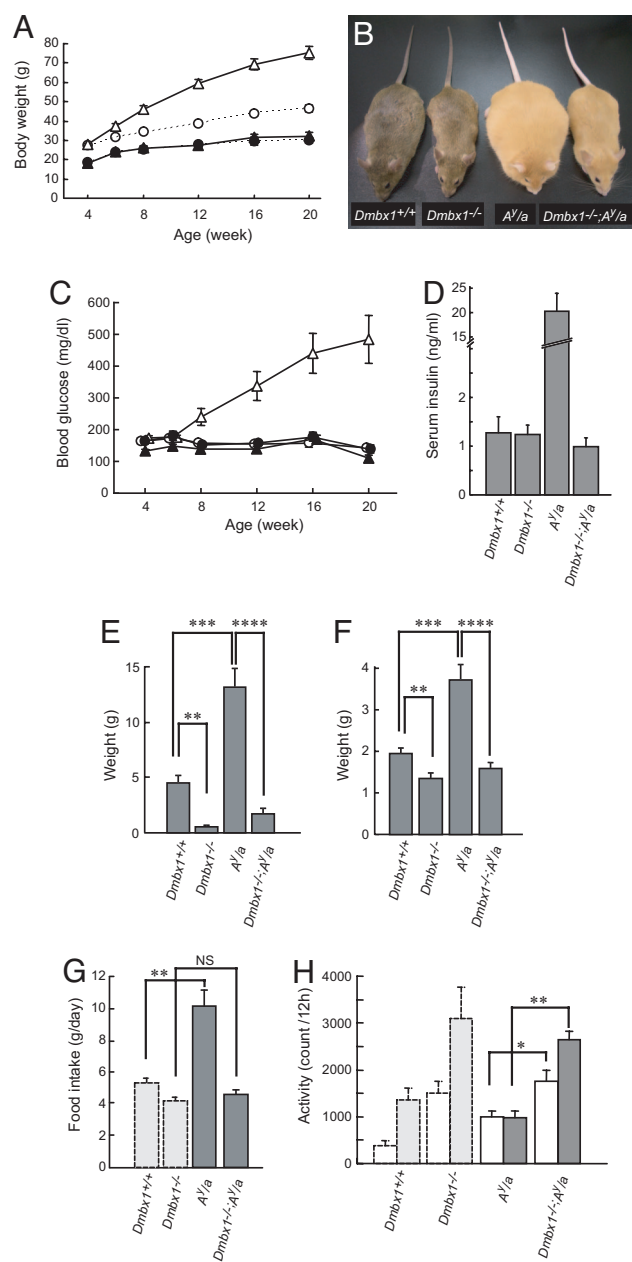 A
Body weight (g)
80
70
60
50
40
30
20
10
0
4 8 12 16 20
Age (week)
B
Dmbx1+/+ Dmbx1-/- Aʸ/a Dmbx1-/-;Aʸ/a
C
Blood glucose (mg/dl)
600
500
400
300
200
100
0
4 8 12 16 20
Age (week)
D
Serum insulin (ng/ml)
25
20
15
2
1
0
Dmbx1+/+
Dmbx1-/-
Aʸ/a
Dmbx1-/-;Aʸ/a
E
*** ****
**
Weight (g)
15
10
5
0
Dmbx1+/+
Dmbx1-/-
Aʸ/a
Dmbx1-/-;Aʸ/a
F
*** ****
**
Weight (g)
4
3
2
1
0
Dmbx1+/+
Dmbx1-/-
Aʸ/a
Dmbx1-/-;Aʸ/a
G
NS
**
Food intake (g/day)
12
10
8
6
4
2
0
Dmbx1+/+
Dmbx1-/-
Aʸ/a
Dmbx1-/-;Aʸ/a
H
**
*
Activity (count /12h)
4000
3000
2000
1000
0
Dmbx1+/+
Dmbx1-/-
Aʸ/a
Dmbx1-/-;Aʸ/a